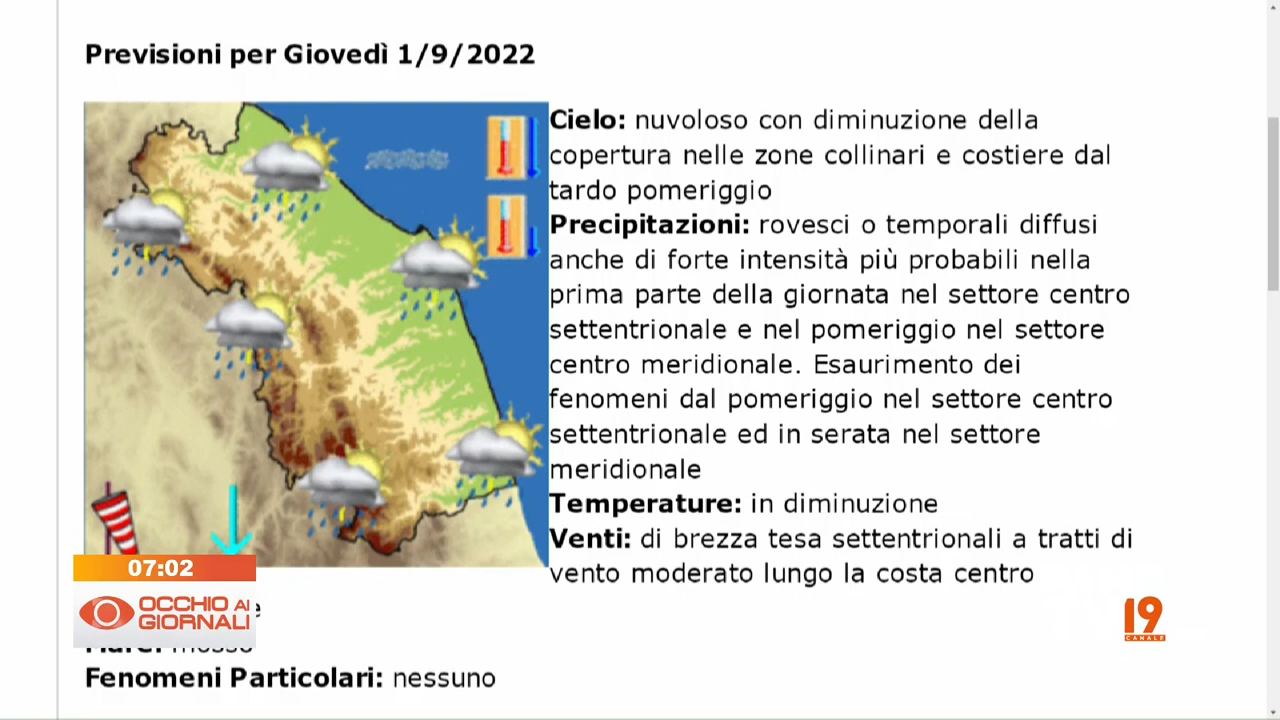 Previsioni per Giovedì 1/9/2022
Cielo: nuvoloso con diminuzione della
copertura nelle zone collinari e costiere dal
tardo pomeriggio
Precipitazioni: rovesci o temporali diffusi
anche di forte intensità più probabili nella
prima parte della giornata nel settore centro
settentrionale e nel pomeriggio nel settore
centro meridionale. Esaurimento dei
fenomeni dal pomeriggio nel settore centro
settentrionale ed in serata nel settore
meridionale
Temperature: in diminuzione
Venti: di brezza tesa settentrionali a tratti di
vento moderato lungo la costa centro
07:02
OCCHIO AI
GIORNALI
19
CANALE
Mare: mosso
Fenomeni Particolari: nessuno